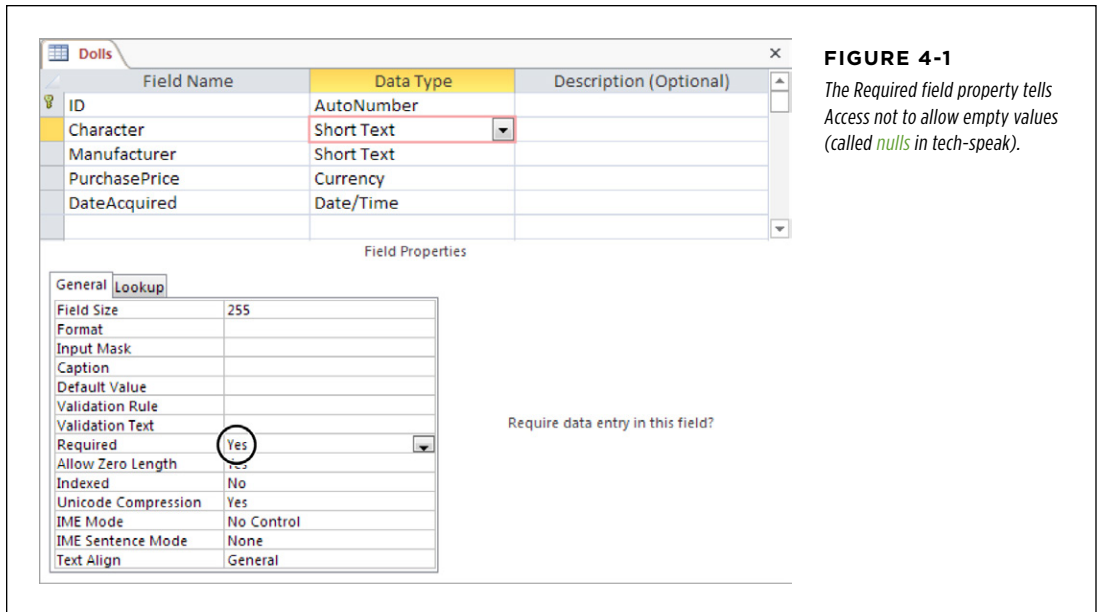 Dolls
Field Name Data Type Description (Optional)
ID AutoNumber
Character Short Text
Manufacturer Short Text
PurchasePrice Currency
DateAcquired Date/Time
Field Properties
General Lookup
Field Size 255
Format
Input Mask
Caption
Default Value
Validation Rule
Validation Text
Required Yes
Allow Zero Length Yes
Indexed No
Unicode Compression Yes
IME Mode No Control
IME Sentence Mode None
Text Align General
Require data entry in this field?
FIGURE 4-1
The Required field property tells
Access not to allow empty values
(called nulls in tech-speak).